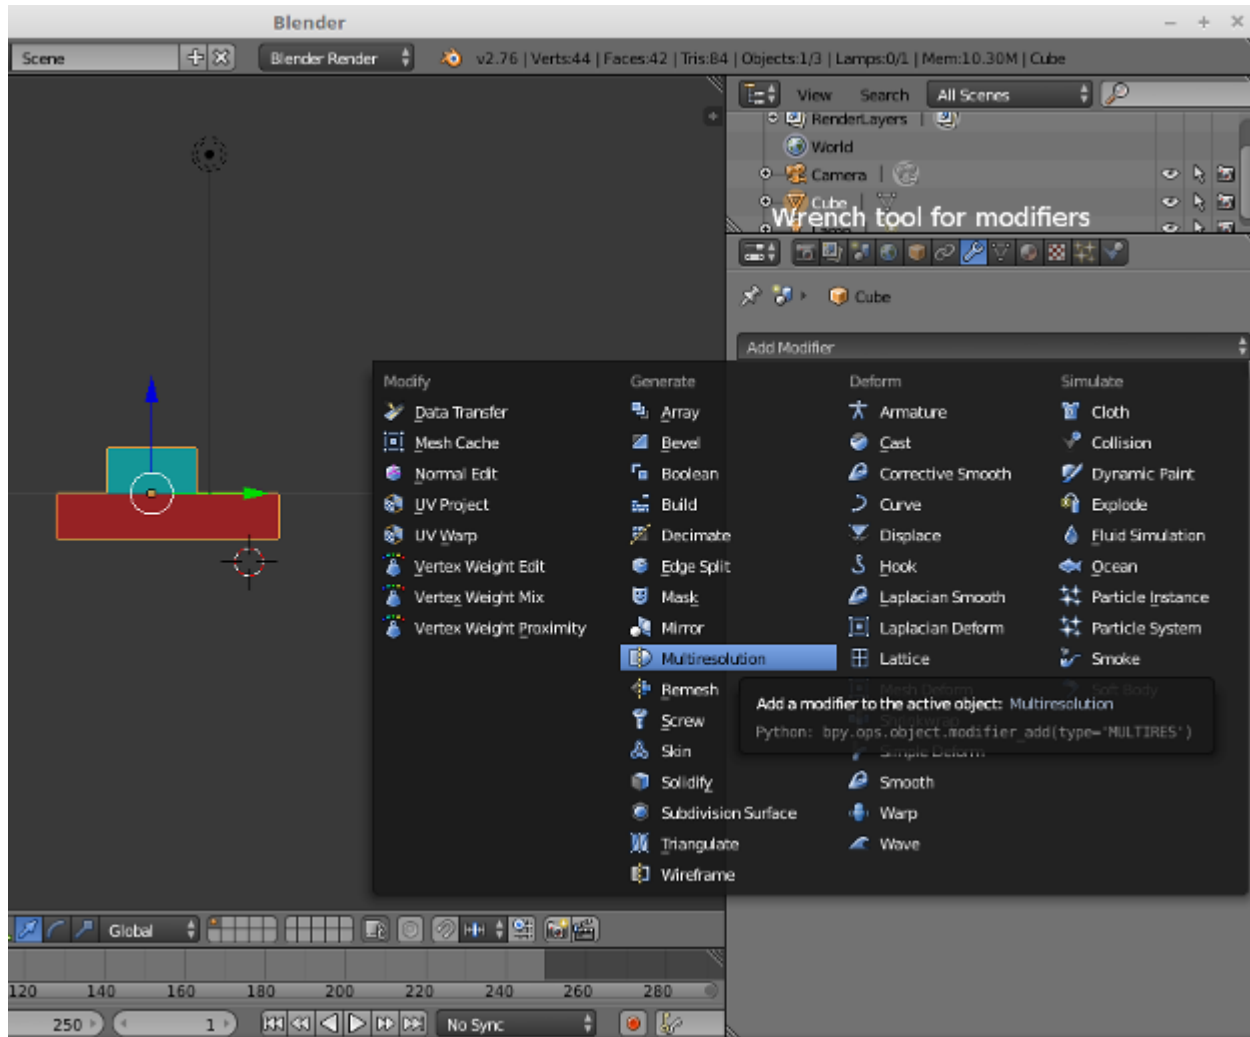 Blender
Scene
Blender Render
v2.76 | Verts:44 | Faces:42 | Tris:84 | Objects:1/3 | Lamps:0/1 | Mem:10.30M | Cube
View Search All Scenes
RenderLayers |
World
Camera |
Cube |
Wrench tool for modifiers
Cube
Add Modifier
Modify
Data Transfer
Mesh Cache
Normal Edit
UV Project
UV Warp
Vertex Weight Edit
Vertex Weight Mix
Vertex Weight Proximity
Generate
Array
Bevel
Boolean
Build
Decimate
Edge Split
Mask
Mirror
Multiresolution
Remesh
Screw
Skin
Solidify
Subdivision Surface
Triangulate
Wireframe
Deform
Armature
Cast
Corrective Smooth
Curve
Displace
Hook
Laplacian Smooth
Laplacian Deform
Lattice
Mesh Deform
Shrinkwrap
Simple Deform
Smooth
Warp
Wave
Simulate
Cloth
Collision
Dynamic Paint
Explode
Fluid Simulation
Ocean
Particle Instance
Particle System
Smoke
Soft Body
Add a modifier to the active object: Multiresolution
Python: bpy.ops.object.modifier_add(type='MULTIRES')
Global
120 140 160 180 200 220 240 260 280
250 1 No Sync